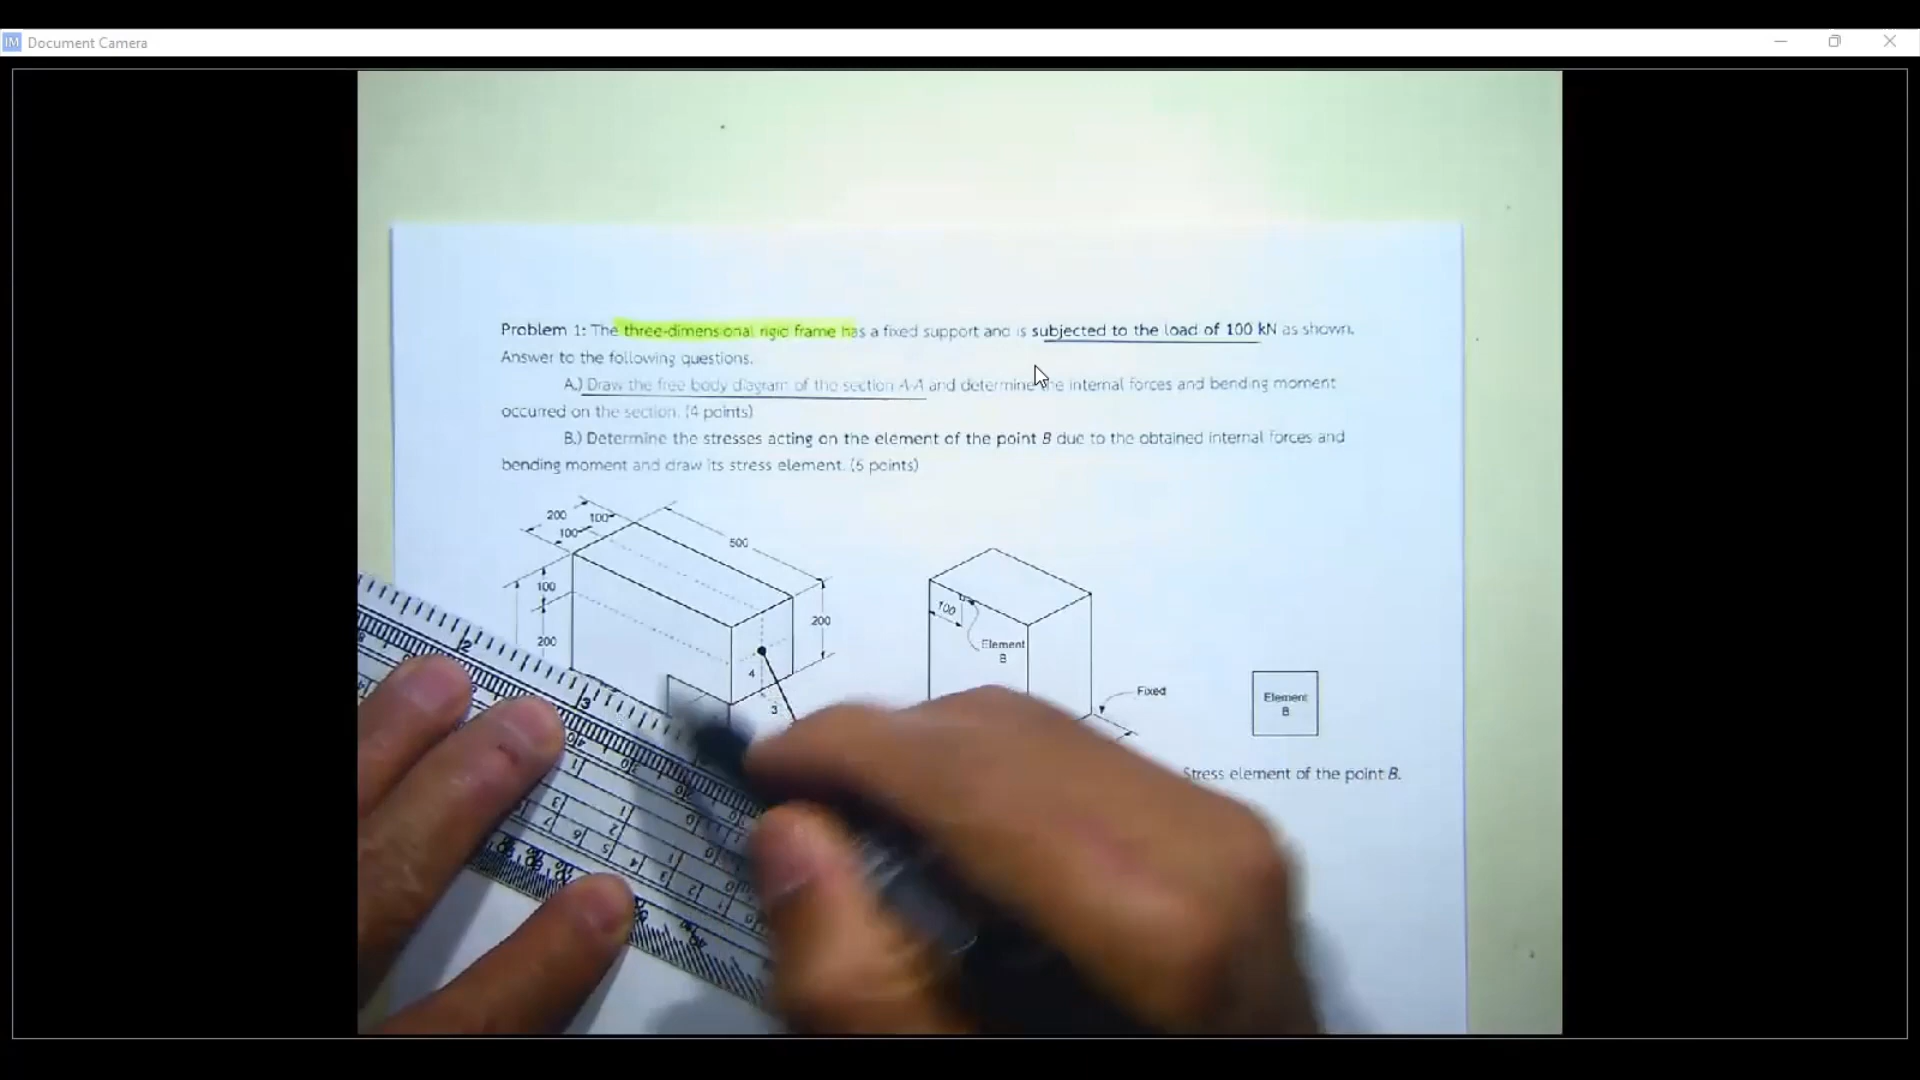 Document Camera
Problem 1: The three-dimensional rigid frame has a fixed support and is subjected to the load of 100 kN as shown.
Answer to the following questions.
A.) Draw the free body diagram of the section A-A and determine the internal forces and bending moment
occurred on the section. (4 points)
B.) Determine the stresses acting on the element of the point B due to the obtained internal forces and
bending moment and draw its stress element. (6 points)
200
100
100
500
100
200
200
4
3
100
Element
B
Fixed
Element
B
Stress element of the point B.
2
3